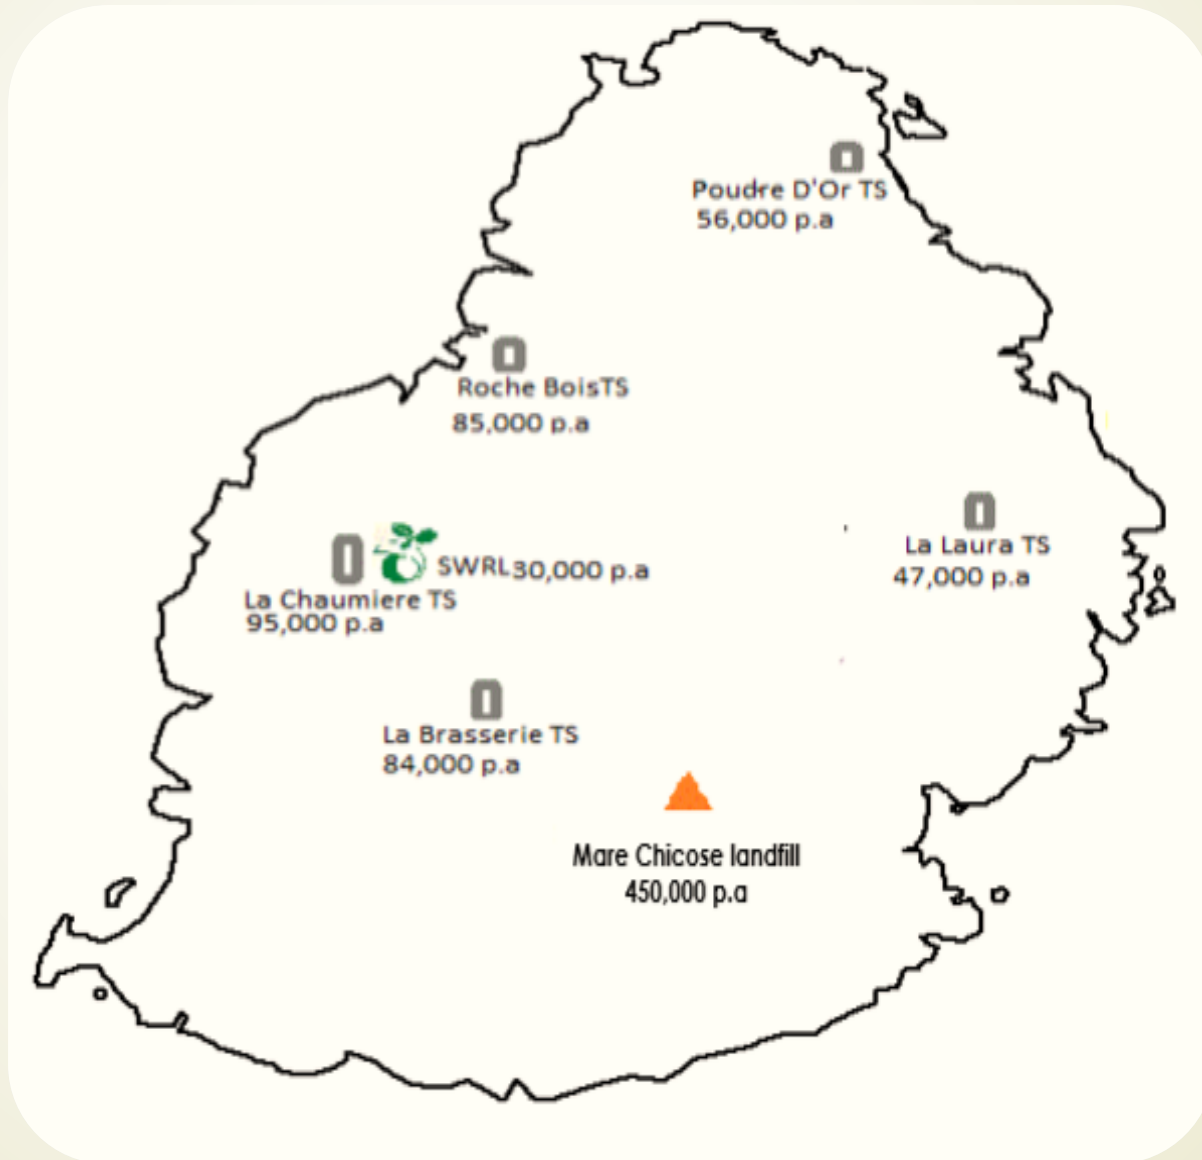 Poudre D'Or TS
56,000 p.a
Roche BoisTS
85,000 p.a
La Laura TS
47,000 p.a
SWRL30,000 p.a
La Chaumiere TS
95,000 p.a
La Brasserie TS
84,000 p.a
Mare Chicose landfill
450,000 p.a